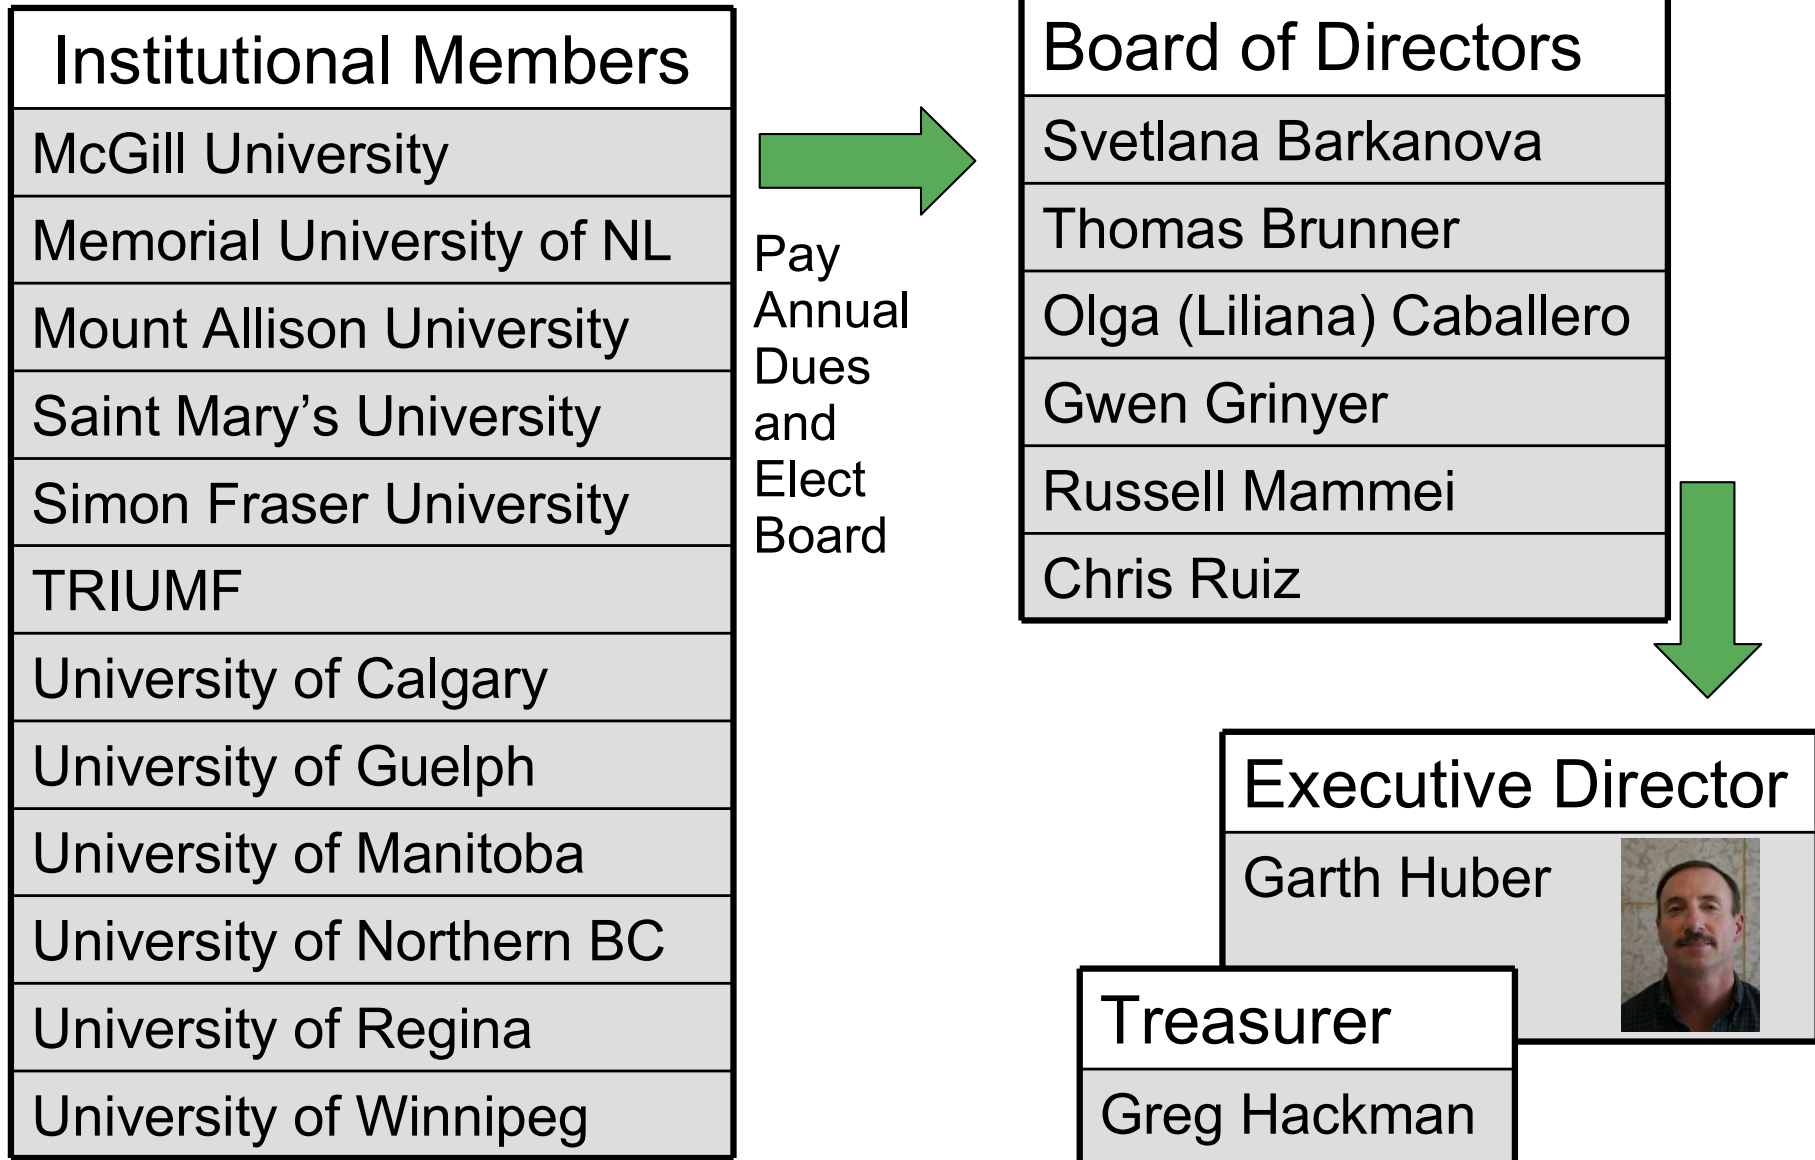 Institutional Members
McGill University
Memorial University of NL
Mount Allison University
Saint Mary’s University
Simon Fraser University
TRIUMF
University of Calgary
University of Guelph
University of Manitoba
University of Northern BC
University of Regina
University of Winnipeg
Pay
Annual
Dues
and
Elect
Board
Board of Directors
Svetlana Barkanova
Thomas Brunner
Olga (Liliana) Caballero
Gwen Grinyer
Russell Mammei
Chris Ruiz
Executive Director
Garth Huber
Treasurer
Greg Hackman